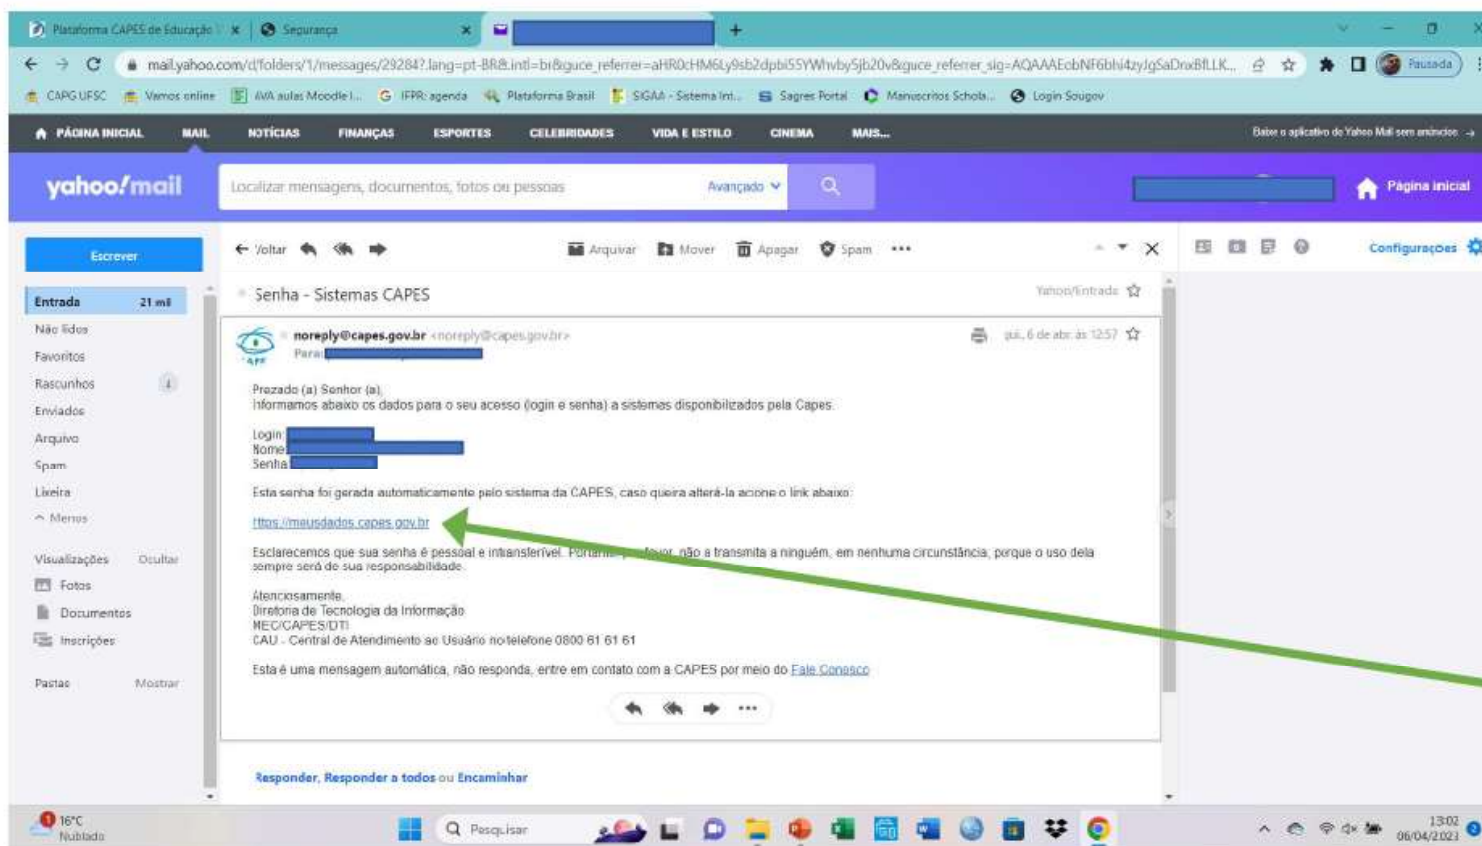 Plataforma CAPES de Educação
Segurança
mail.yahoo.com/d/folders/1/messages/29284?.lang=pt-BR&.intl=br&guce_referrer=
Pausada
CAPG UFSC
Vamos online
AVA aulas Moodle I...
IFPR: agenda
Plataforma Brasil
SIGAA - Sistema Int...
Sagres Portal
Manuscritos Schola...
Login Sougov
PÁGINA INICIAL MAIL NOTÍCIAS FINANÇAS ESPORTES CELEBRIDADES VIDA E ESTILO CINEMA MAIS...
Baixe o aplicativo do Yahoo Mail sem anúncios
yahoo!mail
Localizar mensagens, documentos, fotos ou pessoas
Avançado
Página inicial
Escrever
Voltar
Arquivar
Mover
Apagar
Spam
Configurações
Entrada 21 mil
Não lidos
Favoritos
Rascunhos
Enviados
Arquivo
Spam
Lixeira
Menos
Visualizações Ocultar
Fotos
Documentos
Inscrições
Pastas Mostrar
Senha - Sistemas CAPES
Yahoo/Entrada
noreply@capes.gov.br <noreply@capes.gov.br>
qui., 6 de abr. às 12:57
Para:
Prezado (a) Senhor (a),
Informamos abaixo os dados para o seu acesso (login e senha) a sistemas disponibilizados pela Capes.
Login:
Nome:
Senha:
Esta senha foi gerada automaticamente pelo sistema da CAPES, caso queira alterá-la acione o link abaixo:
https://meusdados.capes.gov.br
Esclarecemos que sua senha é pessoal e intransferível. Portanto, por favor, não a transmita a ninguém, em nenhuma circunstância, porque o uso dela
sempre será de sua responsabilidade.
Atenciosamente,
Diretoria de Tecnologia da Informação
MEC/CAPES/DTI
CAU - Central de Atendimento ao Usuário no telefone 0800 61 61 61
Esta é uma mensagem automática, não responda, entre em contato com a CAPES por meio do Fale Conosco
Responder, Responder a todos ou Encaminhar
16°C
Nublado
Pesquisar
13:02
06/04/2023